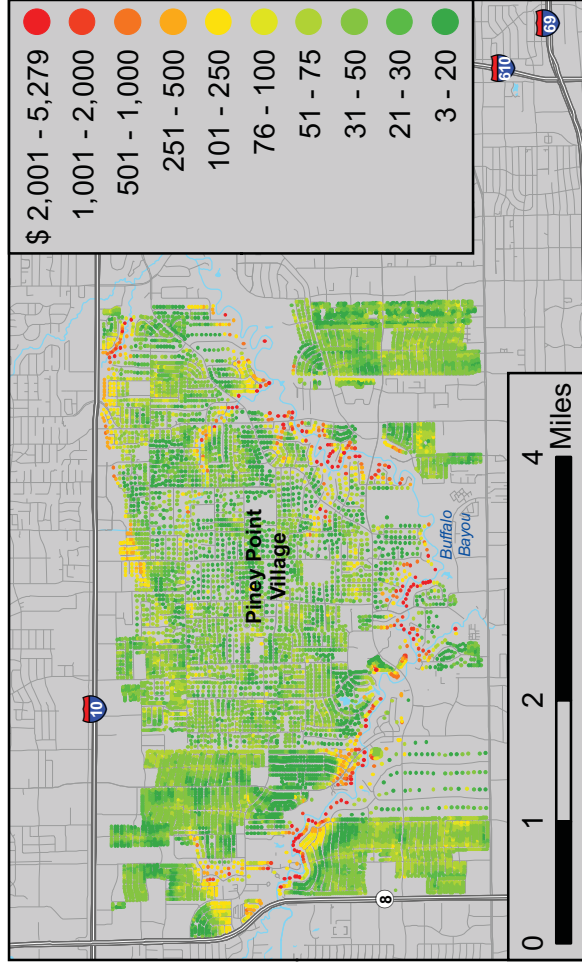 $ 2,001 - 5,279
1,001 - 2,000
501 - 1,000
251 - 500
101 - 250
76 - 100
51 - 75
31 - 50
21 - 30
3 - 20
69
610
10
8
Piney Point
Village
Buffalo
Bayou
0 1 2 4
Miles